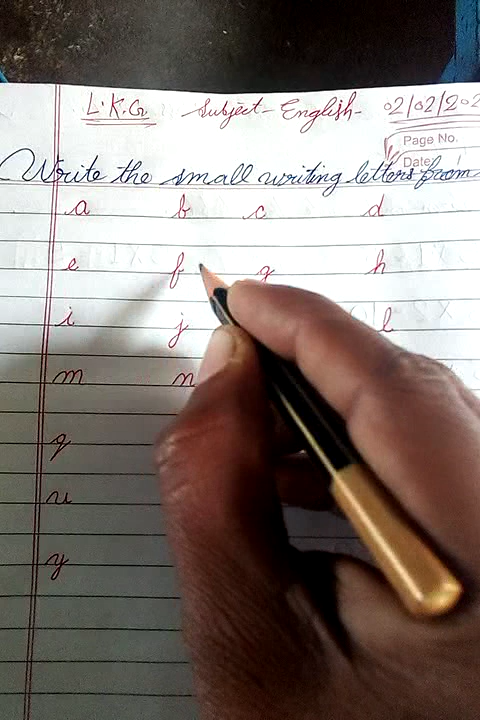 L.K.G Subject- English- 02/02/202
Page No.
Date:
Write the small writing letters from
a b c d
e f g h
i j l
m n
q
u
y